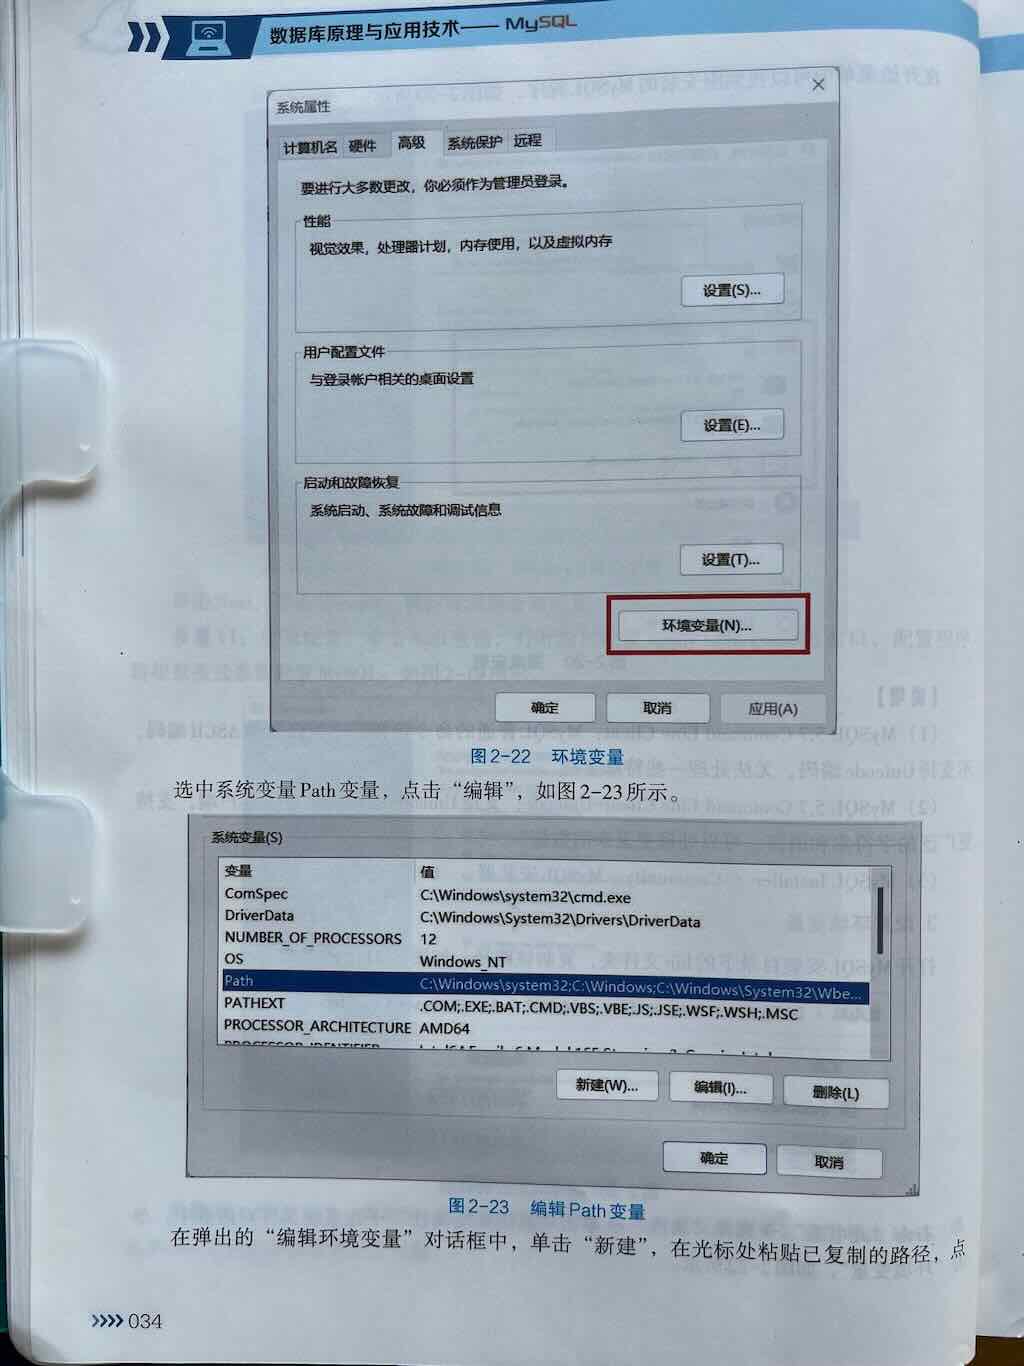 数据库原理与应用技术—— MySQL
系统属性
计算机名 硬件 高级 系统保护 远程
要进行大多数更改，你必须作为管理员登录。
性能
视觉效果，处理器计划，内存使用，以及虚拟内存
设置(S)...
用户配置文件
与登录帐户相关的桌面设置
设置(E)...
启动和故障恢复
系统启动、系统故障和调试信息
设置(T)...
环境变量(N)...
确定 取消 应用(A)
图2-22 环境变量
选中系统变量Path变量，点击“编辑”，如图2-23所示。
系统变量(S)
变量 值
ComSpec C:\Windows\system32\cmd.exe
DriverData C:\Windows\System32\Drivers\DriverData
NUMBER_OF_PROCESSORS 12
OS Windows_NT
Path C:\Windows\system32;C:\Windows;C:\Windows\System32\Wbe...
PATHEXT .COM;.EXE;.BAT;.CMD;.VBS;.VBE;.JS;.JSE;.WSF;.WSH;.MSC
PROCESSOR_ARCHITECTURE AMD64
新建(W)... 编辑(I)... 删除(L)
确定 取消
图2-23 编辑Path变量
在弹出的“编辑环境变量”对话框中，单击“新建”，在光标处粘贴已复制的路径，点
034